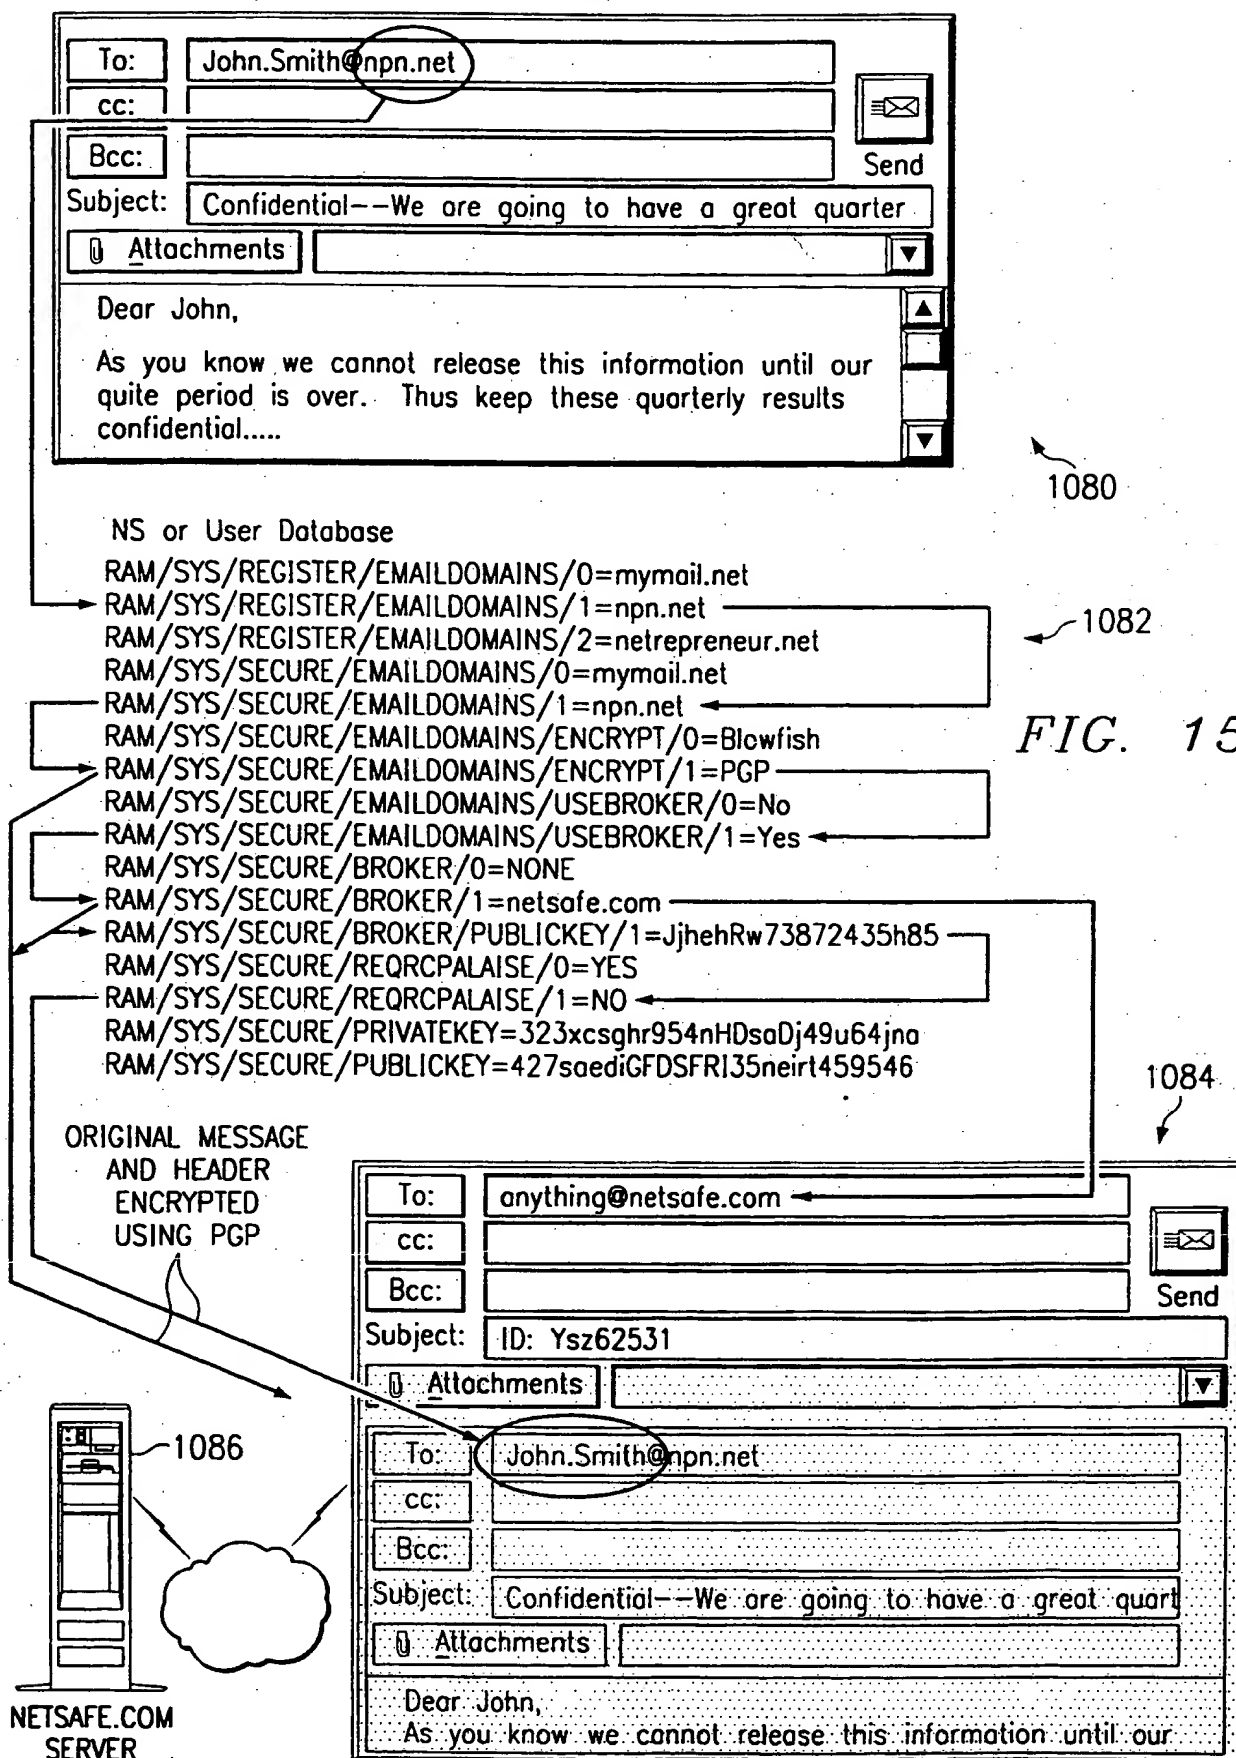 To: John.Smith@npn.net
cc:
Bcc:
Send
Subject: Confidential--We are going to have a great quarter
Attachments
Dear John,
As you know we cannot release this information until our
quite period is over. Thus keep these quarterly results
confidential.....
1080
NS or User Database
RAM/SYS/REGISTER/EMAILDOMAINS/0=mymail.net
RAM/SYS/REGISTER/EMAILDOMAINS/1=npn.net
RAM/SYS/REGISTER/EMAILDOMAINS/2=netrepreneur.net
RAM/SYS/SECURE/EMAILDOMAINS/0=mymail.net
RAM/SYS/SECURE/EMAILDOMAINS/1=npn.net
RAM/SYS/SECURE/EMAILDOMAINS/ENCRYPT/0=Blowfish
RAM/SYS/SECURE/EMAILDOMAINS/ENCRYPT/1=PGP
RAM/SYS/SECURE/EMAILDOMAINS/USEBROKER/0=No
RAM/SYS/SECURE/EMAILDOMAINS/USEBROKER/1=Yes
RAM/SYS/SECURE/BROKER/0=NONE
RAM/SYS/SECURE/BROKER/1=netsafe.com
RAM/SYS/SECURE/BROKER/PUBLICKEY/1=JjhehRw73872435h85
RAM/SYS/SECURE/REQRCPALAISE/0=YES
RAM/SYS/SECURE/REQRCPALAISE/1=NO
RAM/SYS/SECURE/PRIVATEKEY=323xcsghr954nHDsaDj49u64jna
RAM/SYS/SECURE/PUBLICKEY=427saediGFDSFRI35neirt459546
1082
FIG. 15
1084
ORIGINAL MESSAGE
AND HEADER
ENCRYPTED
USING PGP
To: anything@netsafe.com
cc:
Bcc:
Send
Subject: ID: Ysz62531
Attachments
To: John.Smith@npn.net
cc:
Bcc:
Subject: Confidential--We are going to have a great quart
Attachments
Dear John,
As you know we cannot release this information until our
1086
NETSAFE.COM
SERVER